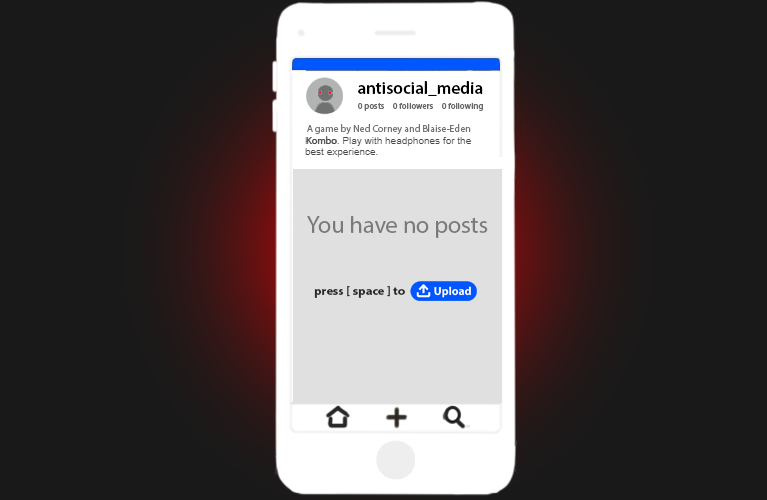 antisocial_media
0 posts 0 followers 0 following
A game by Ned Corney and Blaise-Eden
Kombo. Play with headphones for the
best experience.
You have no posts
press [ space ] to Upload